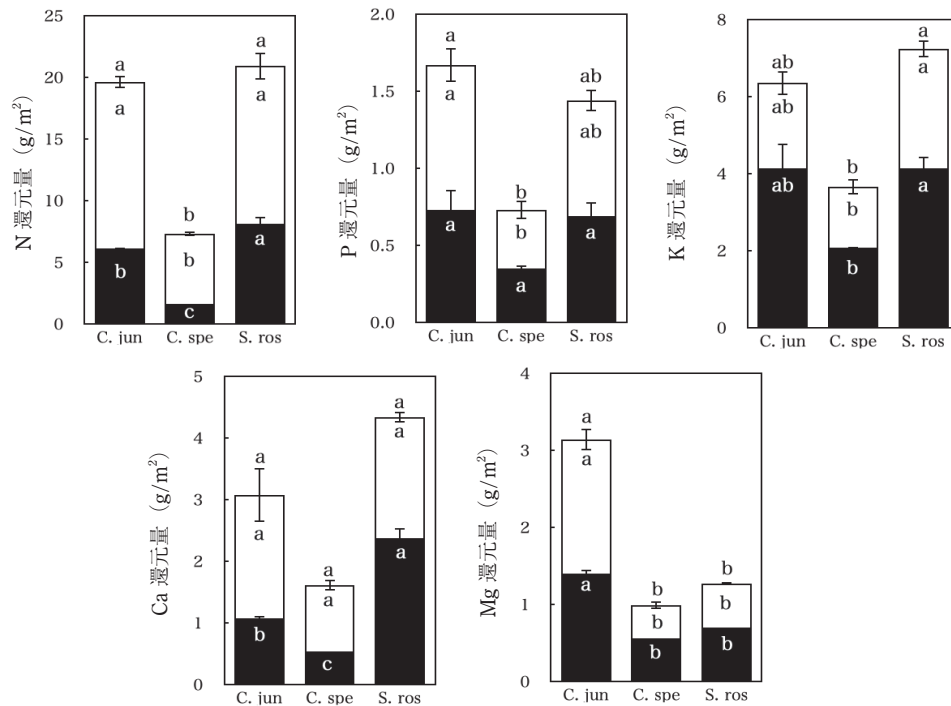 25
20
15
10
5
0
N 還元量 (g/m²)
a
a
b
b
b
c
a
a
a
C. jun C. spe S. ros
2.0
1.5
1.0
0.5
0.0
P 還元量 (g/m²)
a
a
a
b
b
a
ab
ab
a
C. jun C. spe S. ros
8
6
4
2
0
K 還元量 (g/m²)
ab
ab
ab
b
b
b
a
a
a
C. jun C. spe S. ros
5
4
3
2
1
0
Ca 還元量 (g/m²)
a
a
b
a
a
c
a
a
a
C. jun C. spe S. ros
4
3
2
1
0
Mg 還元量 (g/m²)
a
a
a
b
b
b
b
b
b
C. jun C. spe S. ros